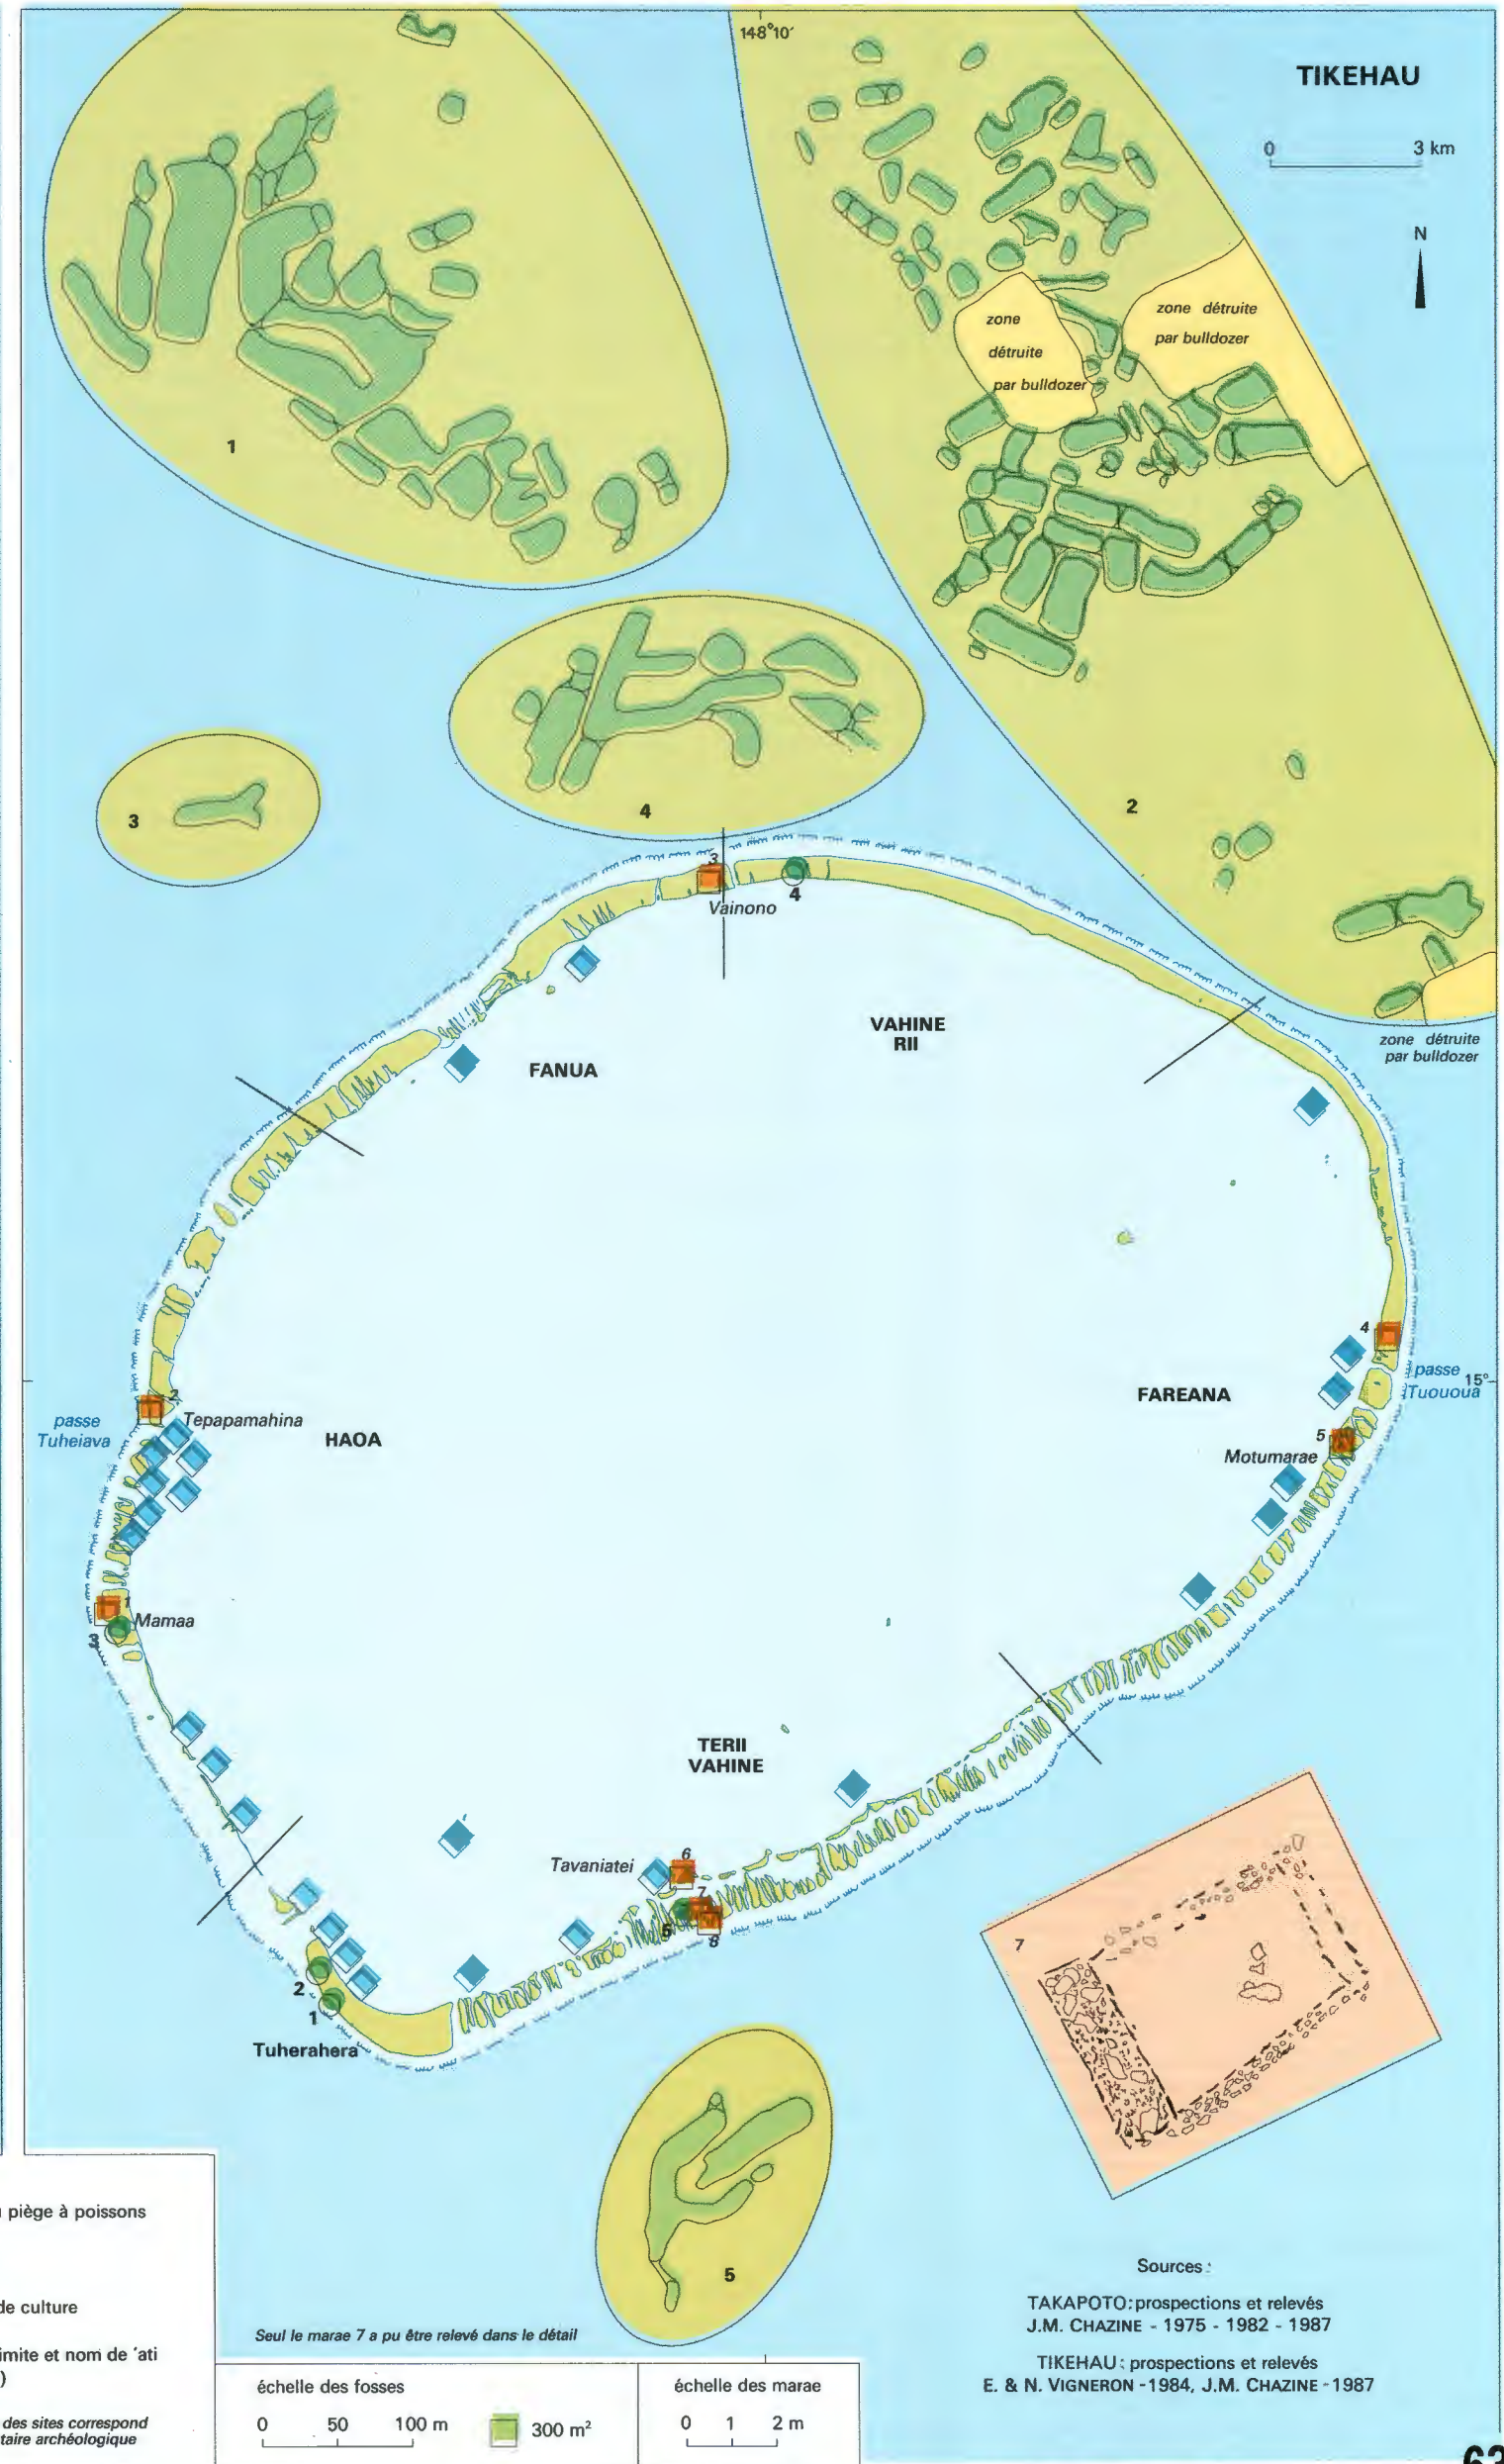 148°10'
TIKEHAU
0 3 km
N
zone détruite
par bulldozer
zone
détruite
par bulldozer
1
2
3
4
zone détruite
par bulldozer
3
Vainono
4
VAHINE
RII
FANUA
4
passe
Tuououa
15°
FAREANA
5
Motumarae
2
Tepapamahina
passe
Tuheiava
HAOA
1
Mamaa
3
TERII
VAHINE
Tavaniatei
6
7
5
8
2
1
Tuherahera
7
5
piège à poissons
de culture
imite et nom de 'ati
)
des sites correspond
taire archéologique
Seul le marae 7 a pu être relevé dans le détail
échelle des fosses
0 50 100 m
300 m²
échelle des marae
0 1 2 m
Sources :
TAKAPOTO : prospections et relevés
J.M. CHAZINE - 1975 - 1982 - 1987
TIKEHAU : prospections et relevés
E. & N. VIGNERON - 1984, J.M. CHAZINE - 1987